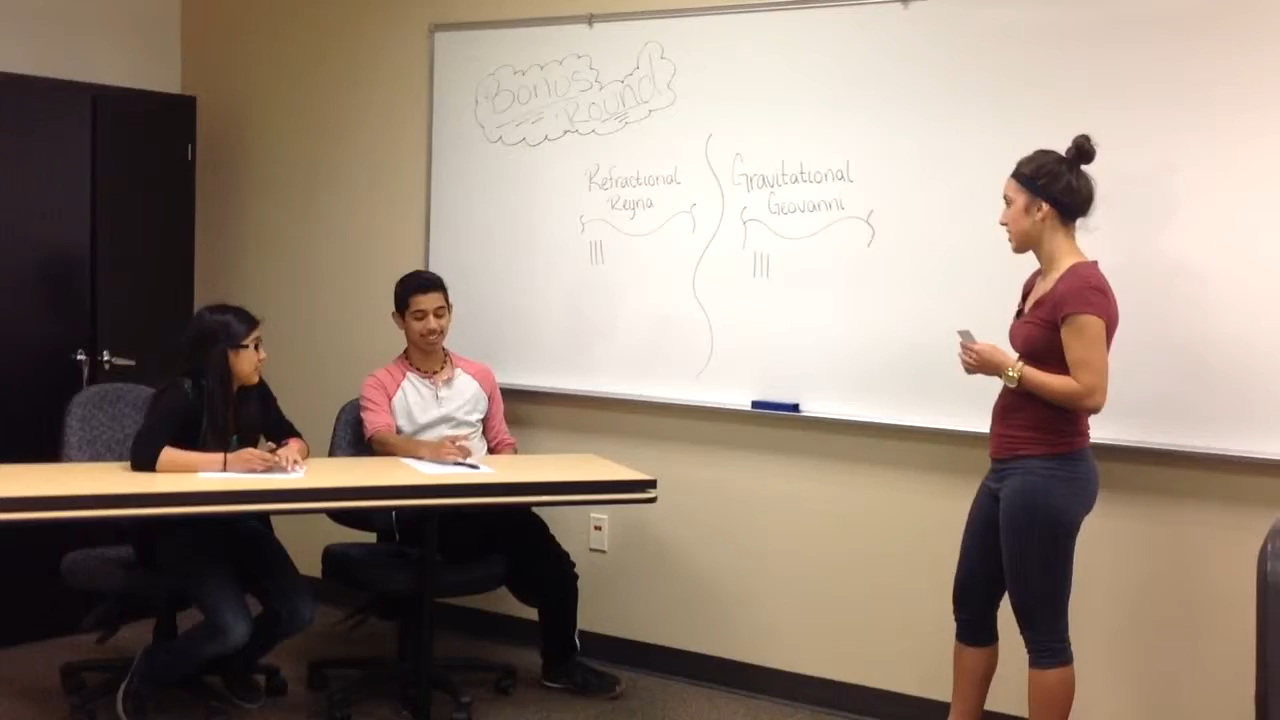 Bonus
Round
Refractional
Reyna
Gravitational
Geovanni
|||
|||